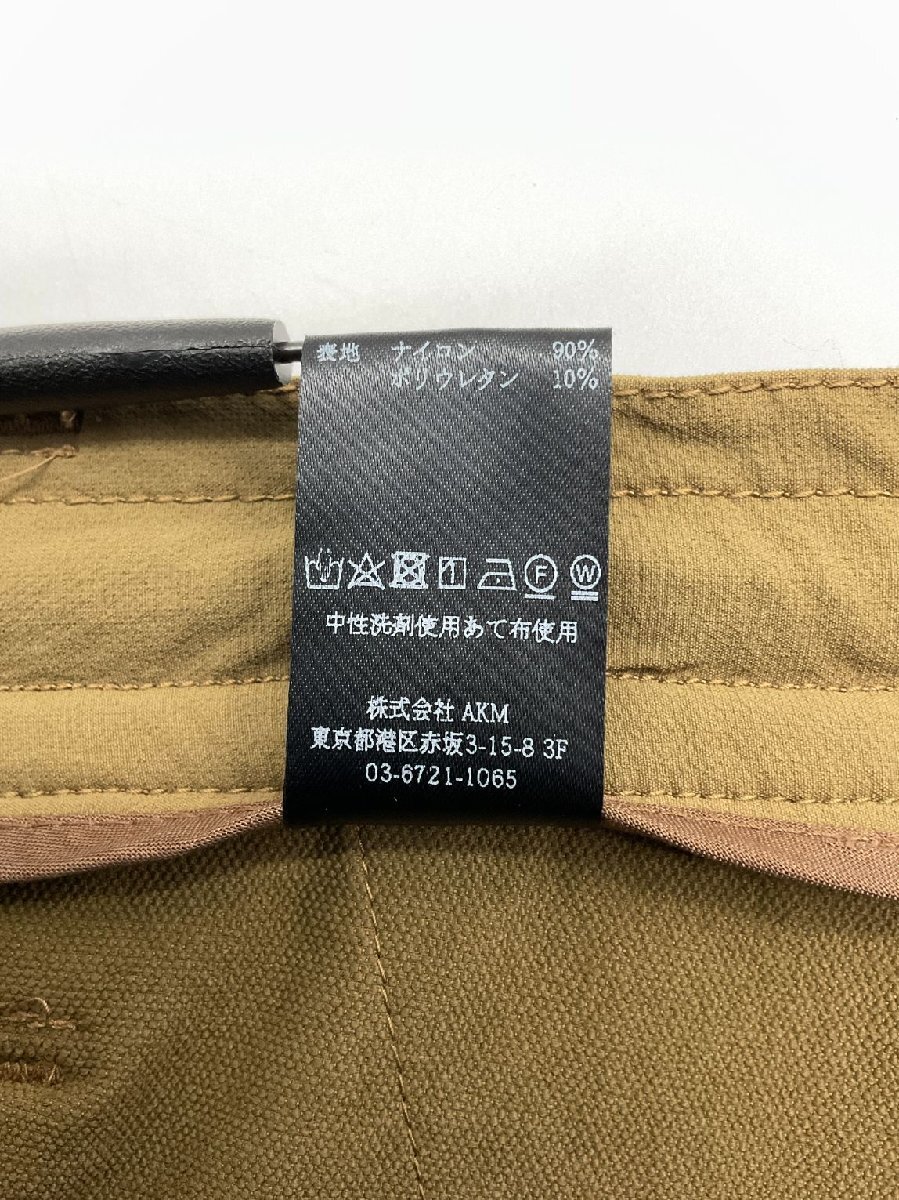 表地 ナイロン 90%
ポリウレタン 10%
F W
中性洗剤使用あて布使用
株式会社 AKM
東京都港区赤坂3-15-8 3F
03-6721-1065